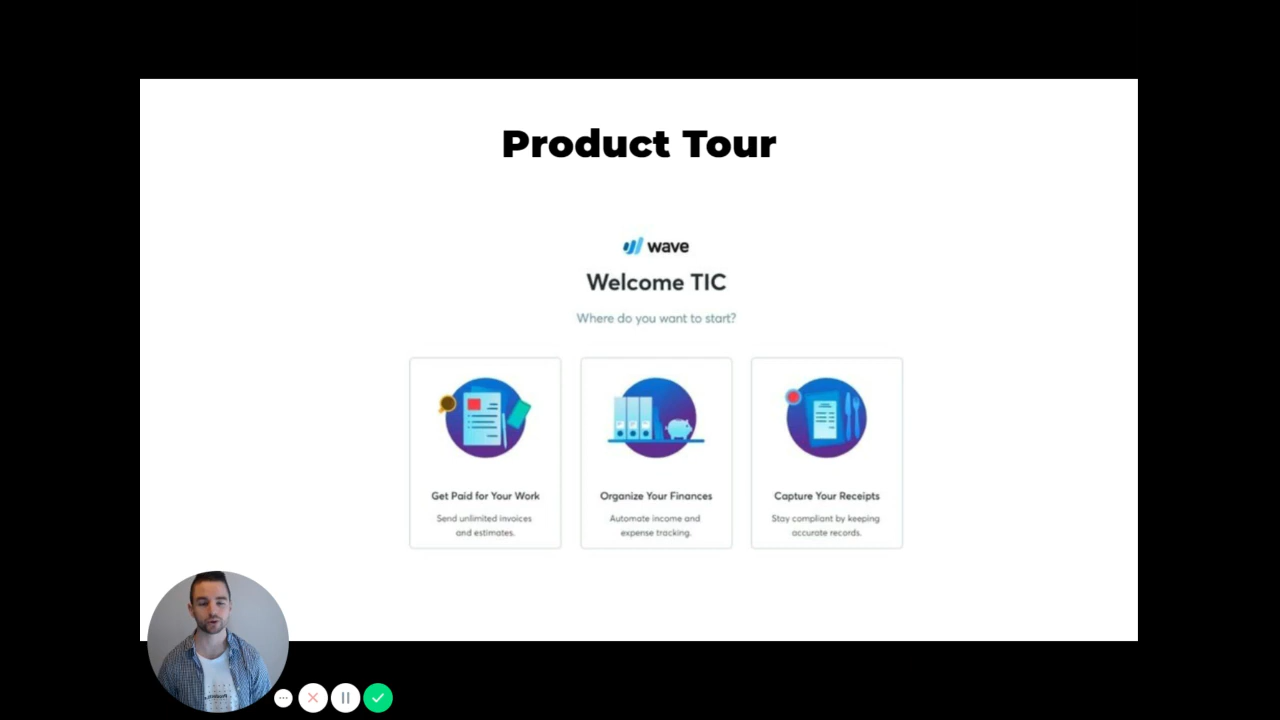 Product Tour
wave
Welcome TIC
Where do you want to start?
Get Paid for Your Work
Send unlimited invoices
and estimates.
Organize Your Finances
Automate income and
expense tracking.
Capture Your Receipts
Stay compliant by keeping
accurate records.